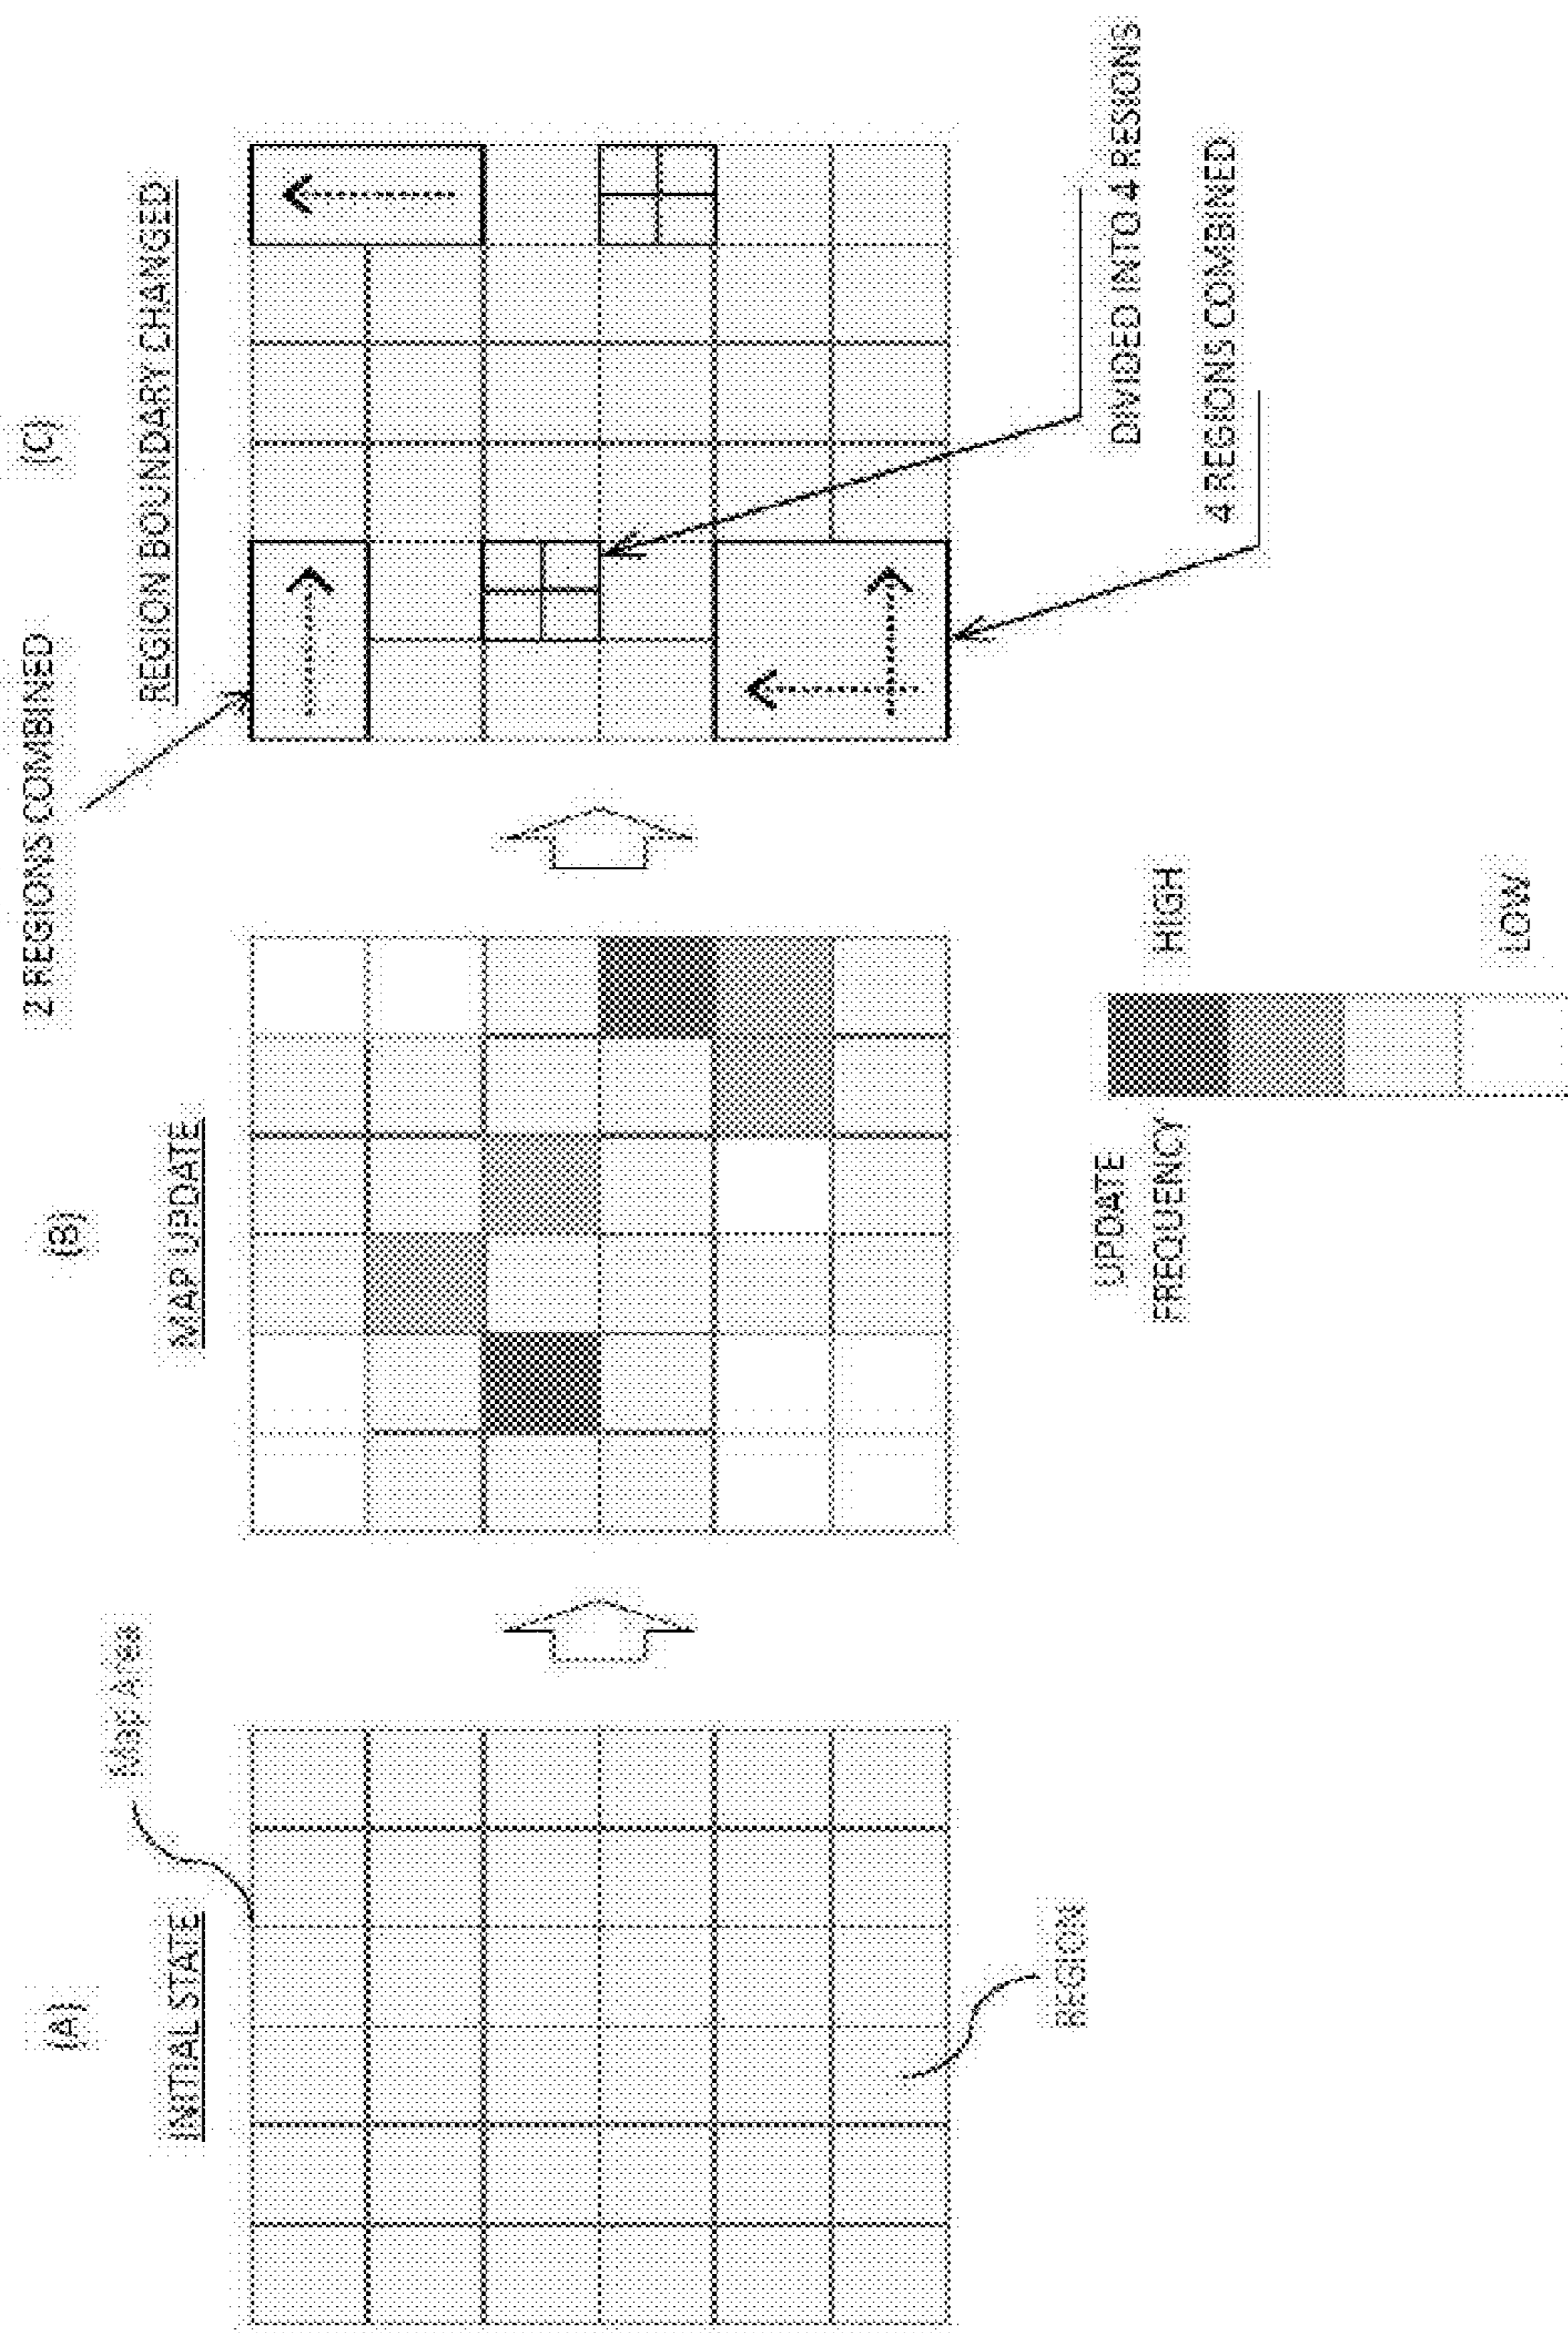 (A)
INITIAL STATE
Map Area
REGION
(B)
MAP UPDATE
UPDATE
FREQUENCY
HIGH
LOW
(C)
2 REGIONS COMBINED
REGION BOUNDARY CHANGED
DIVIDED INTO 4 RESIONS
4 REGIONS COMBINED